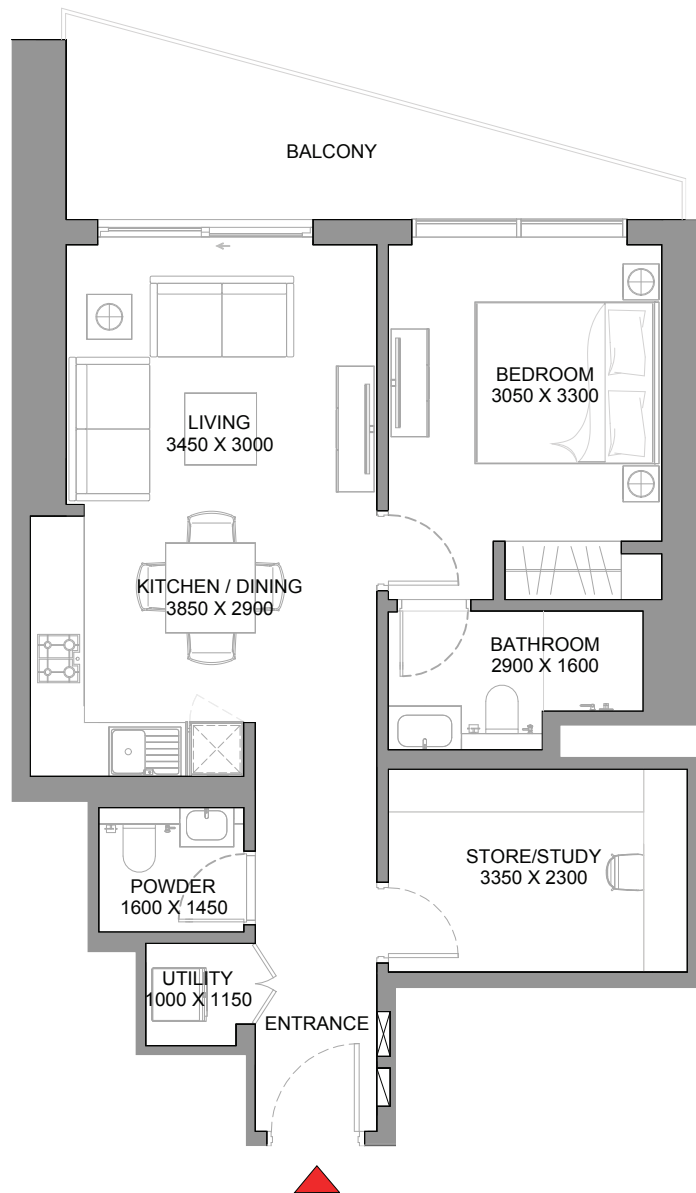 BALCONY
BEDROOM
3050 X 3300
LIVING
3450 X 3000
KITCHEN / DINING
3850 X 2900
BATHROOM
2900 X 1600
STORE/STUDY
3350 X 2300
POWDER
1600 X 1450
UTILITY
1000 X 1150
ENTRANCE